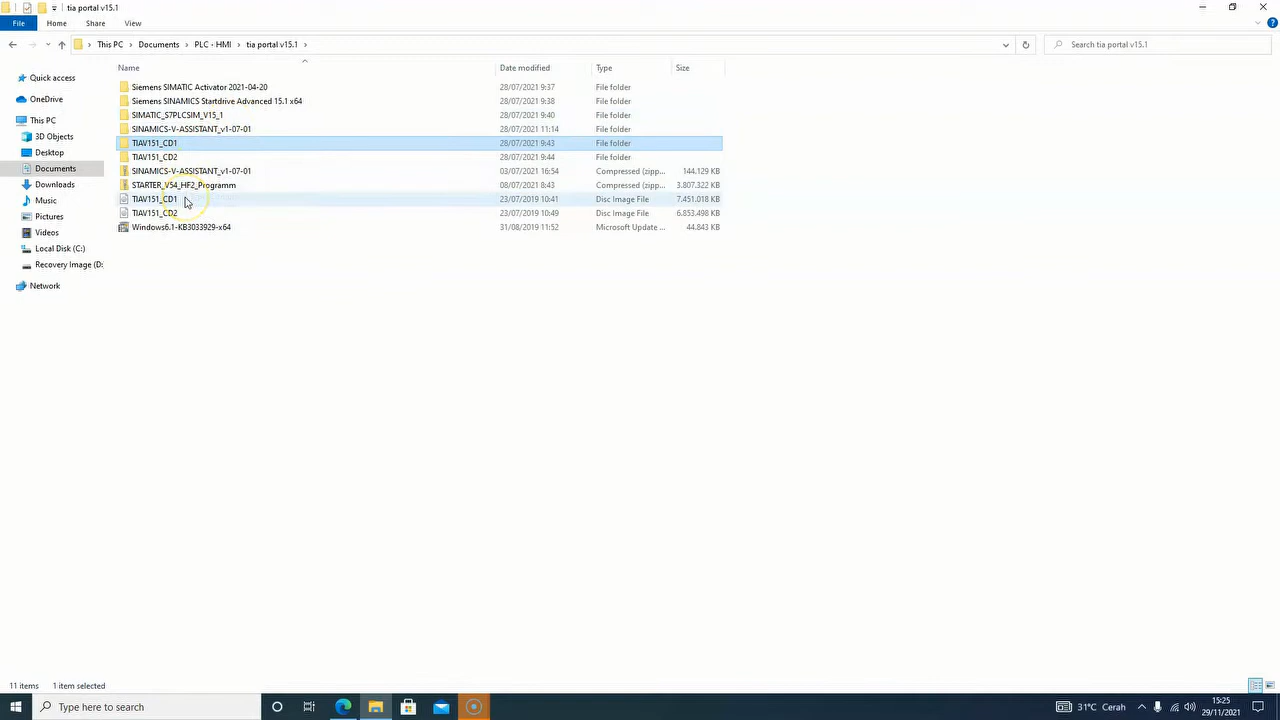 tia portal v15.1
File Home Share View
This PC Documents PLC - HMI tia portal v15.1
Search tia portal v15.1
Name Date modified Type Size
Quick access
OneDrive
This PC
3D Objects
Desktop
Documents
Downloads
Music
Pictures
Videos
Local Disk (C:)
Recovery Image (D:
Network
Siemens SIMATIC Activator 2021-04-20 28/07/2021 9:37 File folder
Siemens SINAMICS Startdrive Advanced 15.1 x64 28/07/2021 9:38 File folder
SIMATIC_S7PLCSIM_V15_1 28/07/2021 9:40 File folder
SINAMICS-V-ASSISTANT_v1-07-01 28/07/2021 11:14 File folder
TIAV151_CD1 28/07/2021 9:43 File folder
TIAV151_CD2 28/07/2021 9:44 File folder
SINAMICS-V-ASSISTANT_v1-07-01 03/07/2021 16:54 Compressed (zipp... 144.129 KB
STARTER_V54_HF2_Programm 08/07/2021 8:43 Compressed (zipp... 3.807.322 KB
TIAV151_CD1 23/07/2019 10:41 Disc Image File 7.451.018 KB
TIAV151_CD2 23/07/2019 10:49 Disc Image File 6.853.498 KB
Windows6.1-KB3033929-x64 31/08/2019 11:52 Microsoft Update ... 44.843 KB
11 items 1 item selected
Type here to search
31°C Cerah
15:25
29/11/2021